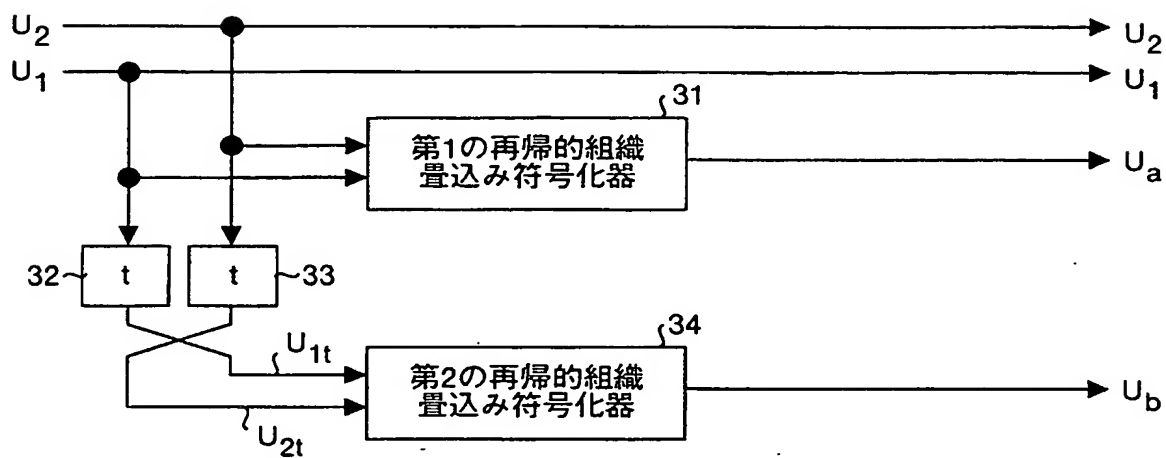 U2
U2
U1
U1
31
第1の再帰的組織
畳込み符号化器
Ua
32
t
t
33
34
U1t
第2の再帰的組織
畳込み符号化器
Ub
U2t